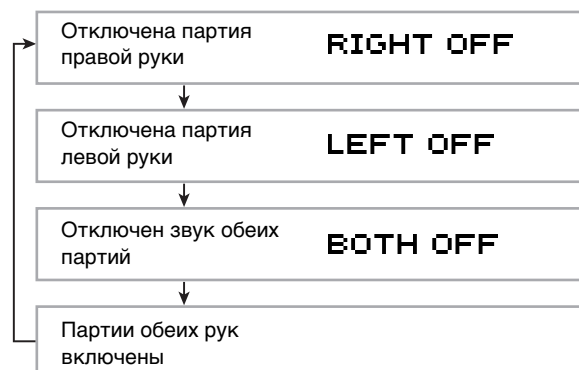 Отключена партия
правой руки
RIGHT OFF
Отключена партия
левой руки
LEFT OFF
Отключен звук обеих
партий
BOTH OFF
Партии обеих рук
включены